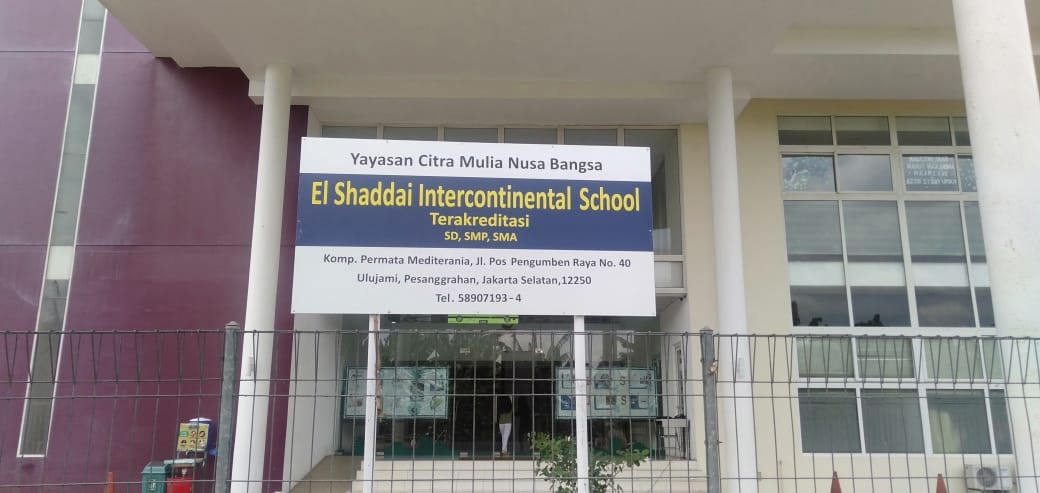 Yayasan Citra Mulia Nusa Bangsa
El Shaddai Intercontinental School
Terakreditasi
SD, SMP, SMA
Komp. Permata Mediterania, Jl. Pos Pengumben Raya No. 40
Ulujami, Pesanggrahan, Jakarta Selatan,12250
Tel. 58907193-4